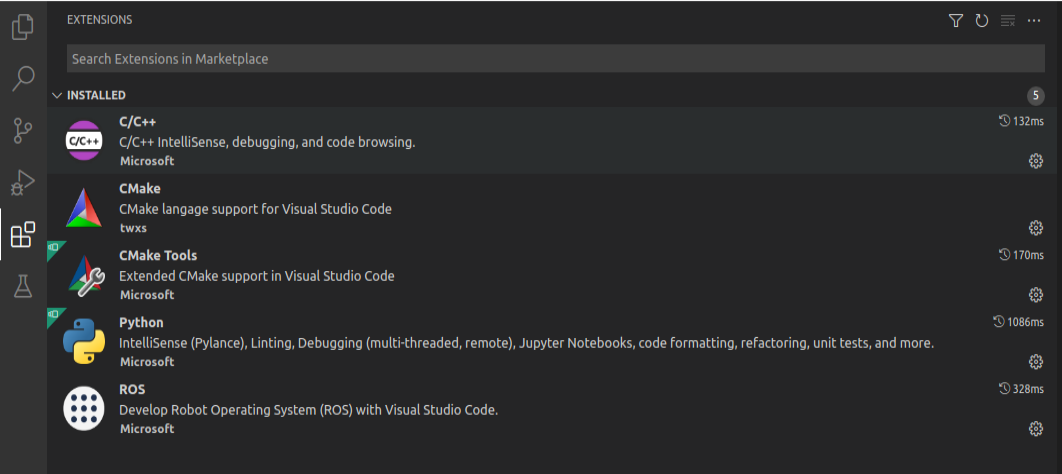 EXTENSIONS
Search Extensions in Marketplace
INSTALLED 5
C/C++ 132ms
C/C++
C/C++ IntelliSense, debugging, and code browsing.
Microsoft
CMake
CMake langage support for Visual Studio Code
twxs
CMake Tools 170ms
Extended CMake support in Visual Studio Code
Microsoft
Python 1086ms
IntelliSense (Pylance), Linting, Debugging (multi-threaded, remote), Jupyter Notebooks, code formatting, refactoring, unit tests, and more.
Microsoft
ROS 328ms
Develop Robot Operating System (ROS) with Visual Studio Code.
Microsoft